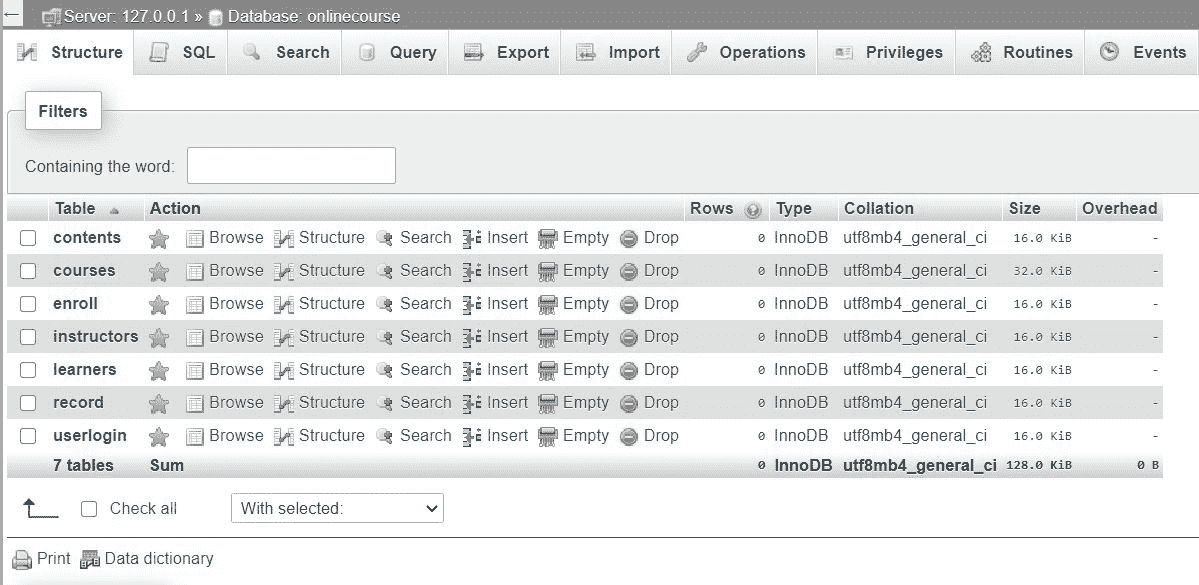 Server: 127.0.0.1 » Database: onlinecourse
Structure SQL Search Query Export Import Operations Privileges Routines Events
Filters
Containing the word:
Table Action Rows Type Collation Size Overhead
contents Browse Structure Search Insert Empty Drop 0 InnoDB utf8mb4_general_ci 16.0 KiB -
courses Browse Structure Search Insert Empty Drop 0 InnoDB utf8mb4_general_ci 32.0 KiB -
enroll Browse Structure Search Insert Empty Drop 0 InnoDB utf8mb4_general_ci 16.0 KiB -
instructors Browse Structure Search Insert Empty Drop 0 InnoDB utf8mb4_general_ci 16.0 KiB -
learners Browse Structure Search Insert Empty Drop 0 InnoDB utf8mb4_general_ci 16.0 KiB -
record Browse Structure Search Insert Empty Drop 0 InnoDB utf8mb4_general_ci 16.0 KiB -
userlogin Browse Structure Search Insert Empty Drop 0 InnoDB utf8mb4_general_ci 16.0 KiB -
7 tables Sum 0 InnoDB utf8mb4_general_ci 128.0 KiB 0 B
Check all With selected:
Print Data dictionary